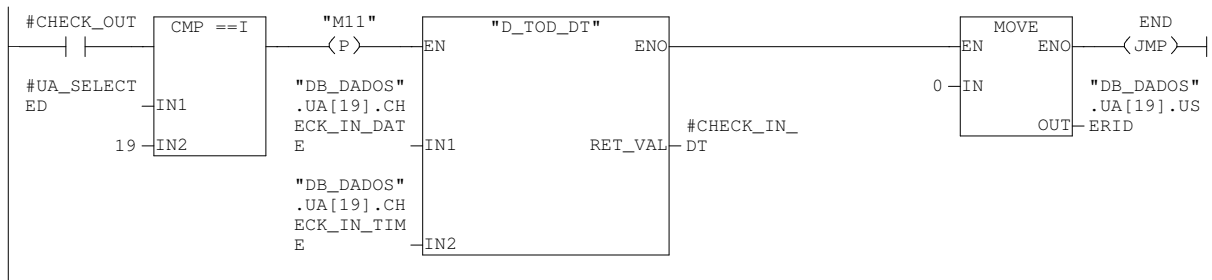 #CHECK_OUT
CMP ==I
"M11"
P
"D_TOD_DT"
EN
ENO
MOVE
EN
ENO
END
JMP
#UA_SELECT
ED
IN1
19
IN2
"DB_DADOS"
.UA[19].CH
ECK_IN_DAT
E
IN1
"DB_DADOS"
.UA[19].CH
ECK_IN_TIM
E
IN2
RET_VAL
#CHECK_IN_
DT
0
IN
OUT
"DB_DADOS"
.UA[19].US
ERID